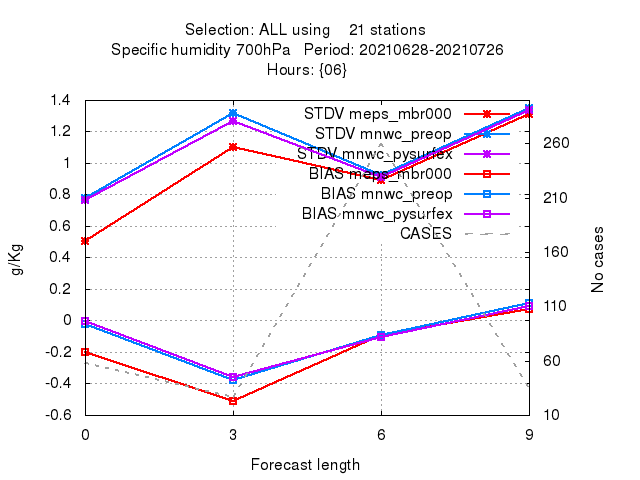 Selection: ALL using 21 stations
Specific humidity 700hPa Period: 20210628-20210726
Hours: {06}
STDV meps_mbr000
STDV mnwc_preop
STDV mnwc_pysurfex
BIAS meps_mbr000
BIAS mnwc_preop
BIAS mnwc_pysurfex
CASES
1.4
1.2
1
0.8
0.6
0.4
0.2
0
-0.2
-0.4
-0.6
g/Kg
260
210
160
110
60
10
No cases
0 3 6 9
Forecast length